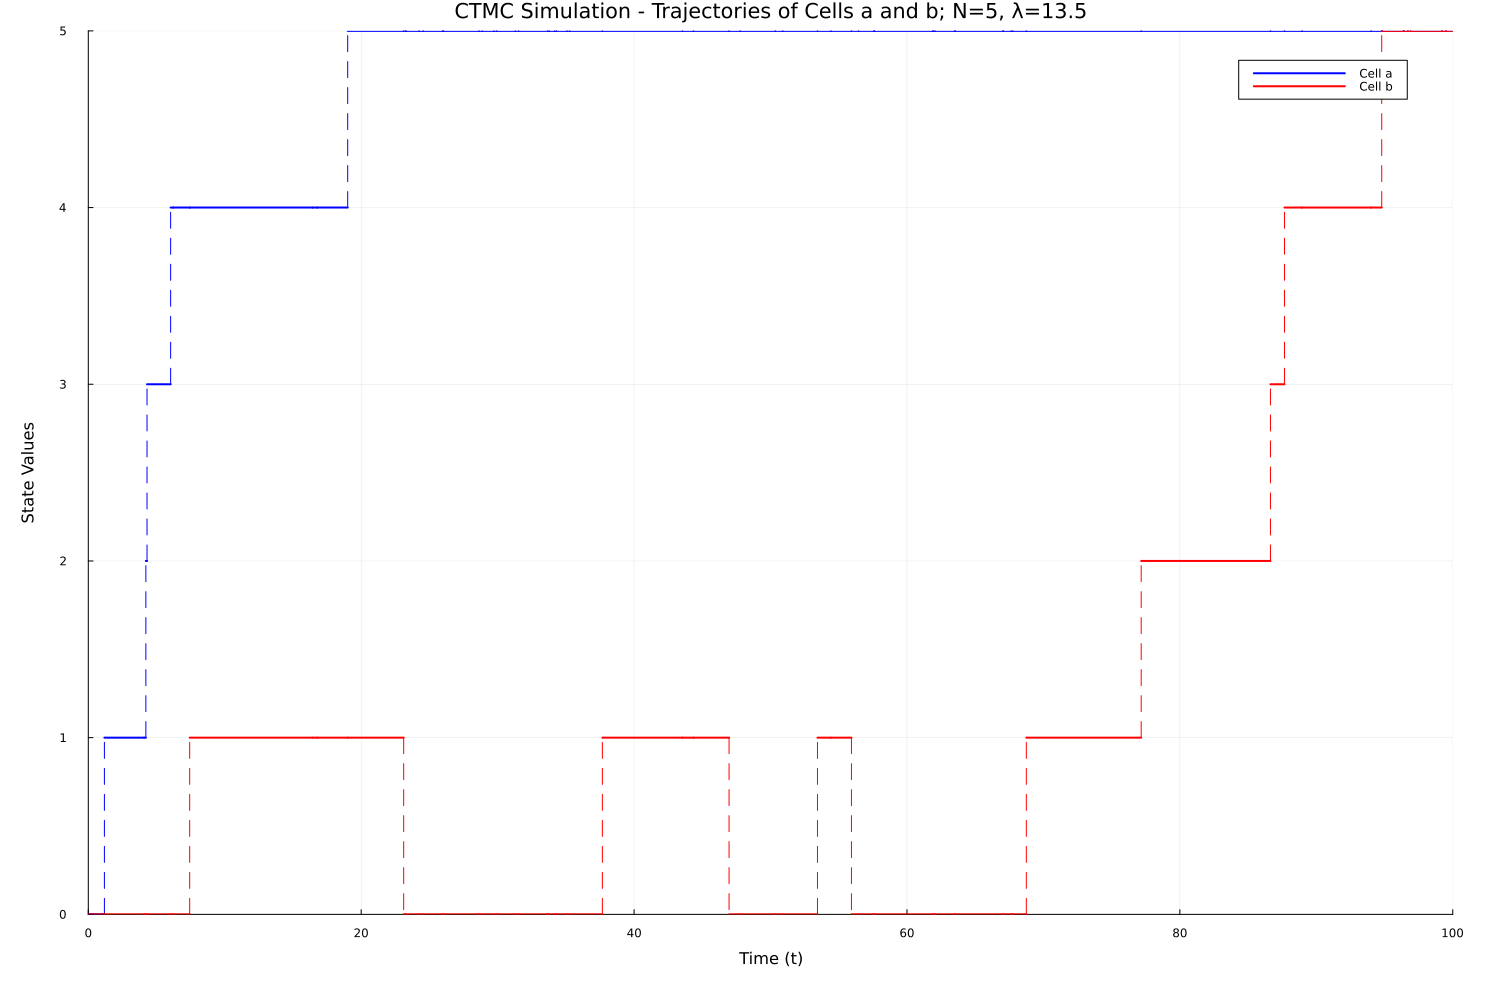 CTMC Simulation - Trajectories of Cells a and b; N=5, λ=13.5
5
Cell a
Cell b
4
3
State Values
2
1
0
0 20 40 60 80 100
Time (t)